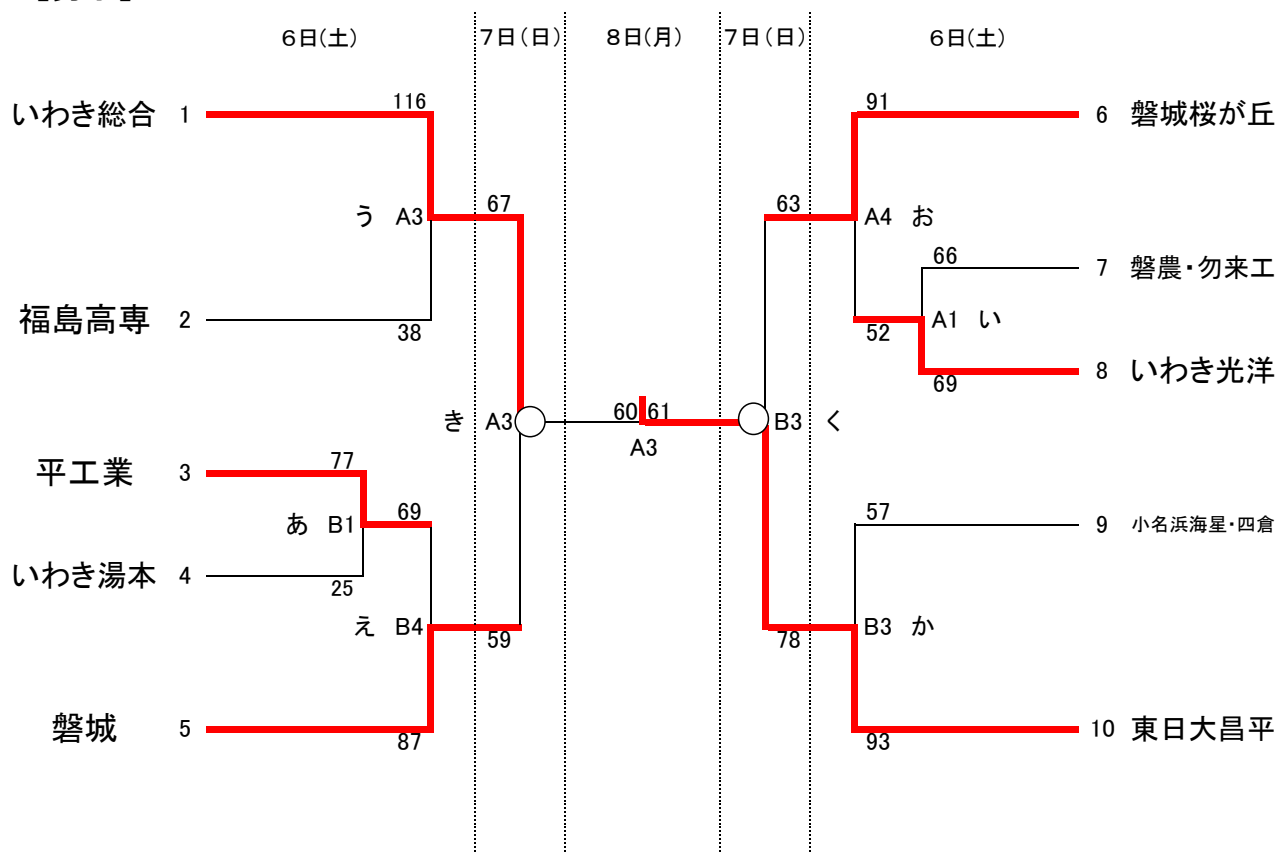 6日(土) 7日(日) 8日(月) 7日(日) 6日(土)
いわき総合 1 116
91 6 磐城桜が丘
67
63
う A3
A4 お
66
7 磐農・勿来工
福島高専 2
38
52
A1 い
69
8 いわき光洋
き A3
60 61
B3 く
A3
平工業 3 77
69
57
あ B1
9 小名浜海星・四倉
いわき湯本 4
25
え B4
59
78
B3 か
磐城 5
87
93
10 東日大昌平